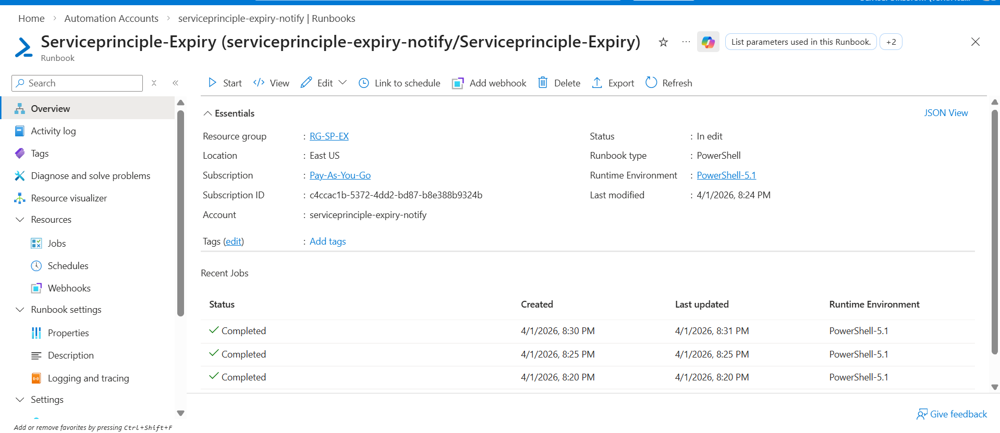 Home > Automation Accounts > serviceprinciple-expiry-notify | Runbooks
Serviceprinciple-Expiry (serviceprinciple-expiry-notify/Serviceprinciple-Expiry)
List parameters used in this Runbook.
+2
Runbook
Search
Start
View
Edit
Link to schedule
Add webhook
Delete
Export
Refresh
Overview
Activity log
Tags
Diagnose and solve problems
Resource visualizer
Resources
Jobs
Schedules
Webhooks
Runbook settings
Properties
Description
Logging and tracing
Settings
Add or remove favorites by pressing Ctrl+Shift+F
Essentials
JSON View
Resource group : RG-SP-EX
Location : East US
Subscription : Pay-As-You-Go
Subscription ID : c4ccac1b-5372-4dd2-bd87-b8e388b9324b
Account : serviceprinciple-expiry-notify
Status : In edit
Runbook type : PowerShell
Runtime Environment : PowerShell-5.1
Last modified : 4/1/2026, 8:24 PM
Tags (edit) : Add tags
Recent Jobs
Status Created Last updated Runtime Environment
Completed 4/1/2026, 8:30 PM 4/1/2026, 8:31 PM PowerShell-5.1
Completed 4/1/2026, 8:25 PM 4/1/2026, 8:25 PM PowerShell-5.1
Completed 4/1/2026, 8:20 PM 4/1/2026, 8:20 PM PowerShell-5.1
Give feedback